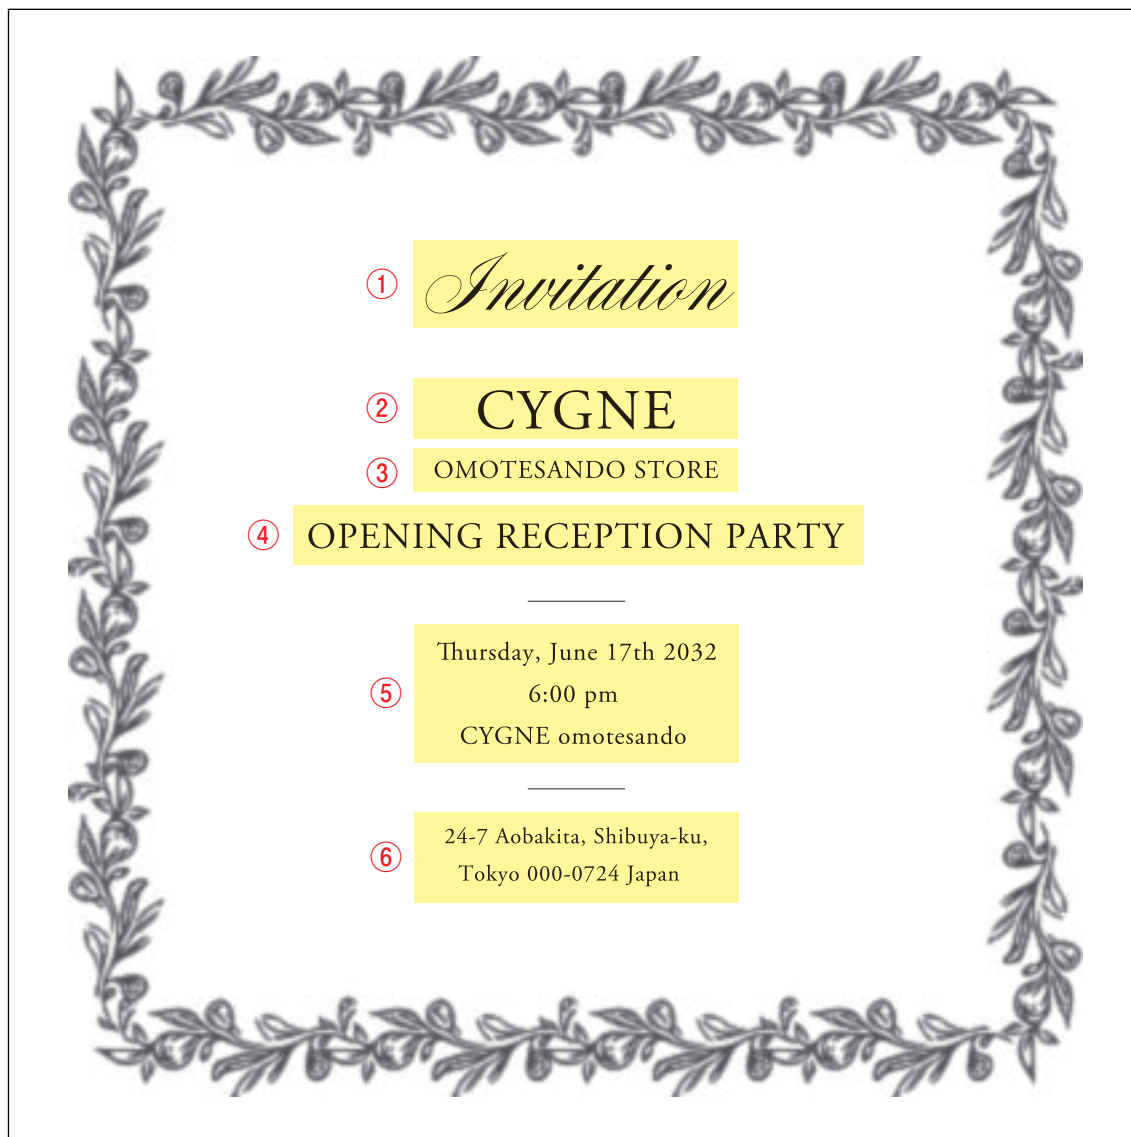 ① Invitation
② CYGNE
③ OMOTESANDO STORE
④ OPENING RECEPTION PARTY
Thursday, June 17th 2032
⑤ 6:00 pm
CYGNE omotesando
24-7 Aobakita, Shibuya-ku,
⑥ Tokyo 000-0724 Japan